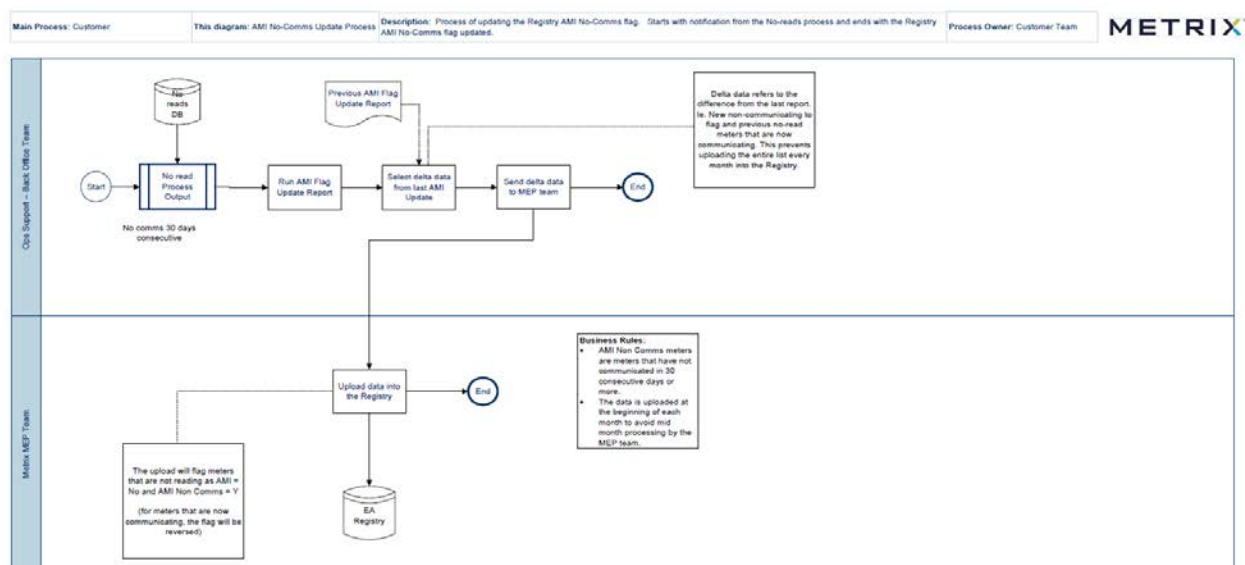 Main Process: Customer
This diagram: AMI No-Comms Update Process
Description: Process of updating the Registry AMI No-Comms flag. Starts with notification from the No-reads process and ends with the Registry
AMI No-Comms flag updated.
Process Owner: Customer Team
METRIX
Ops Support – Back Office Team
No
reads
DB
Previous AMI Flag
Update Report
Delta data refers to the
difference from the last report.
Ie. New non-communicating to
flag and previous no-read
meters that are now
communicating. This prevents
uploading the entire list every
month into the Registry.
Start
No read
Process
Output
Run AMI Flag
Update Report
Select delta data
from last AMI
Update
Send delta data
to MEP team
End
No comms 30 days
consecutive
Metrix MEP Team
Upload data into
the Registry
End
Business Rules:
• AMI Non Comms meters
are meters that have not
communicated in 30
consecutive days or
more.
• The data is uploaded at
the beginning of each
month to avoid mid
month processing by the
MEP team.
The upload will flag meters
that are not reading as AMI =
No and AMI Non Comms = Y
(for meters that are now
communicating, the flag will be
reversed)
EA
Registry